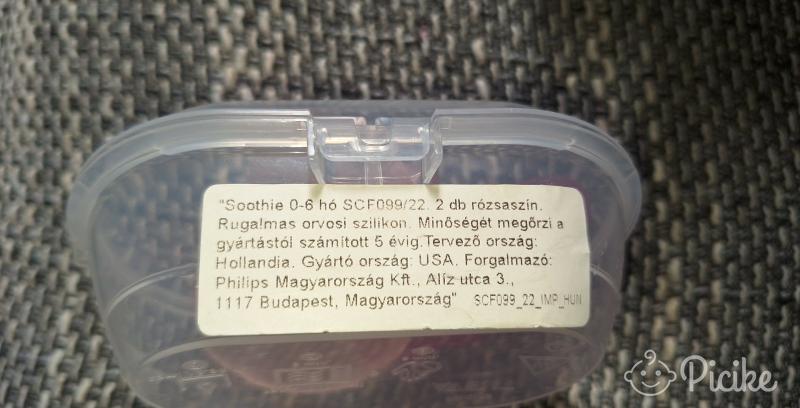 "Soothie 0-6 hó SCF099/22. 2 db rózsaszín.
Rugalmas orvosi szilikon. Minőségét megőrzi a
gyártástól számított 5 évig.Tervező ország:
Hollandia. Gyártó ország: USA. Forgalmazó:
Philips Magyarország Kft., Alíz utca 3.,
1117 Budapest, Magyarország" SCF099_22_IMP_HUN
Picike